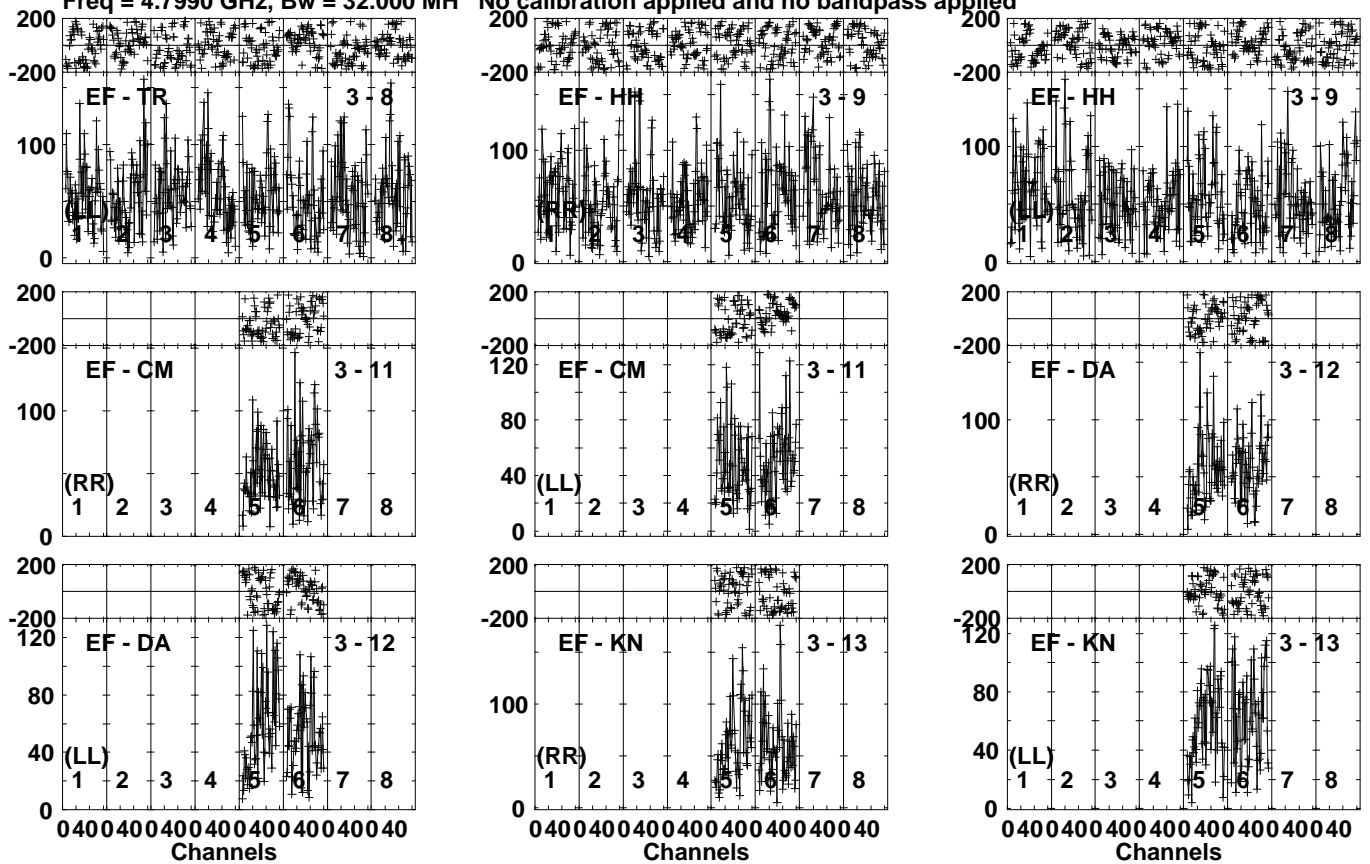 Freq = 4.7990 GHz, Bw = 32.000 MH No calibration applied and no bandpass applied
200 200 200
-200 -200 -200
EF - TR 3 - 8 EF - HH 3 - 9 EF - HH 3 - 9
100 100 100
(LL) (RR) (LL)
1 2 3 4 5 6 7 8 1 2 3 4 5 6 7 8 1 2 3 4 5 6 7 8
0 0 0
200 200 200
-200 -200 -200
EF - CM 3 - 11 EF - CM 3 - 11 EF - DA 3 - 12
120
100 80 100
40
(RR) (LL) (RR)
1 2 3 4 5 6 7 8 1 2 3 4 5 6 7 8 1 2 3 4 5 6 7 8
0 0 0
200 200 200
-200 -200 -200
120 120
EF - DA 3 - 12 EF - KN 3 - 13 EF - KN 3 - 13
80 100 80
40 40
(LL) (RR) (LL)
1 2 3 4 5 6 7 8 1 2 3 4 5 6 7 8 1 2 3 4 5 6 7 8
0 0 0
0 40 0 40 0 40 0 40 0 40 0 40 0 40 0 40 0 40 0 40 0 40 0 40 0 40 0 40 0 40 0 40 0 40 0 40 0 40 0 40 0 40 0 40 0 40 0 40
Channels Channels Channels